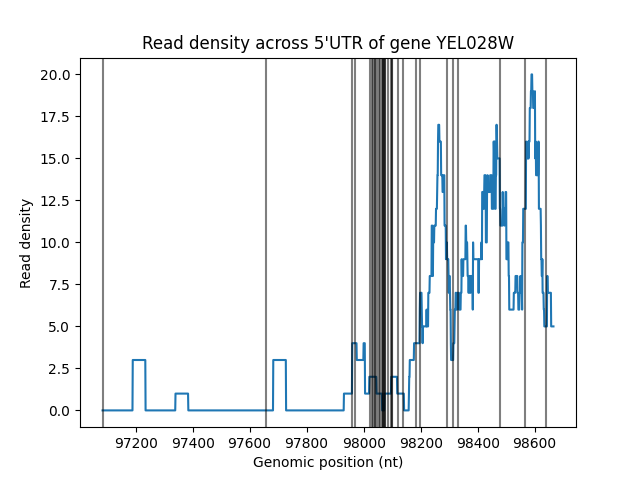 Read density across 5'UTR of gene YEL028W
20.0
17.5
15.0
12.5
10.0
7.5
5.0
2.5
0.0
Read density
97200 97400 97600 97800 98000 98200 98400 98600
Genomic position (nt)